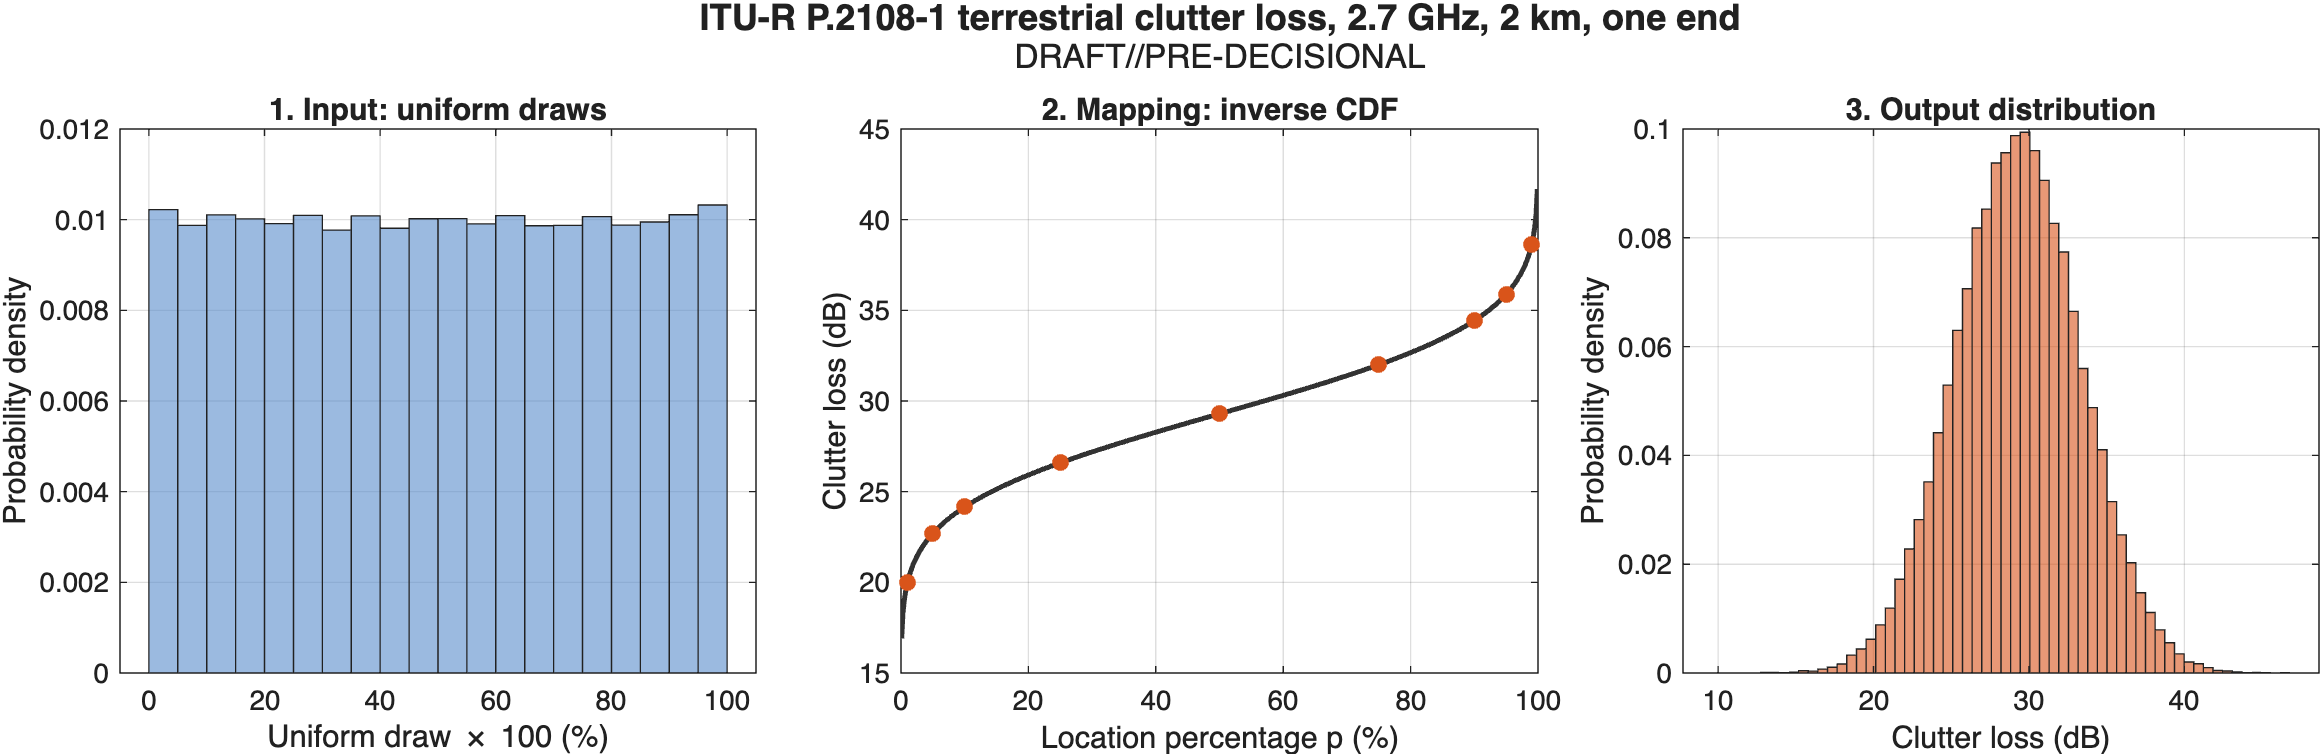 ITU-R P.2108-1 terrestrial clutter loss, 2.7 GHz, 2 km, one end
DRAFT//PRE-DECISIONAL
1. Input: uniform draws
0.012
0.01
0.008
0.006
0.004
0.002
0
Probability density
0 20 40 60 80 100
Uniform draw × 100 (%)
2. Mapping: inverse CDF
45
40
35
30
25
20
15
Clutter loss (dB)
0 20 40 60 80 100
Location percentage p (%)
3. Output distribution
0.1
0.08
0.06
0.04
0.02
0
Probability density
10 20 30 40
Clutter loss (dB)